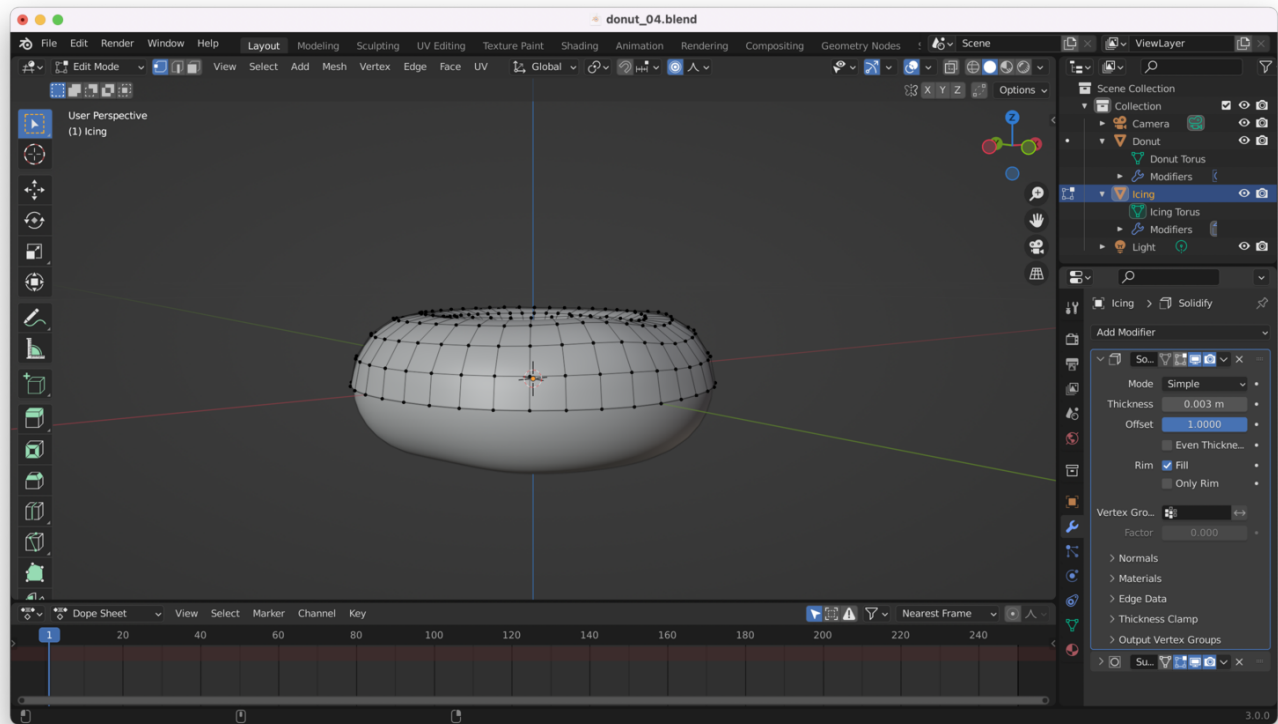 donut_04.blend
File Edit Render Window Help Layout Modeling Sculpting UV Editing Texture Paint Shading Animation Rendering Compositing Geometry Nodes Scene ViewLayer
Edit Mode View Select Add Mesh Vertex Edge Face UV Global
X Y Z Options
User Perspective
(1) Icing
Z
Scene Collection
Collection
Camera
Donut
Donut Torus
Modifiers
Icing
Icing Torus
Modifiers
Light
Icing > Solidify
Add Modifier
So...
Mode Simple
Thickness 0.003 m
Offset 1.0000
Even Thickne...
Rim Fill
Only Rim
Vertex Gro...
Factor 0.000
> Normals
> Materials
> Edge Data
> Thickness Clamp
> Output Vertex Groups
Su...
Dope Sheet View Select Marker Channel Key Nearest Frame
1 20 40 60 80 100 120 140 160 180 200 220 240
3.0.0